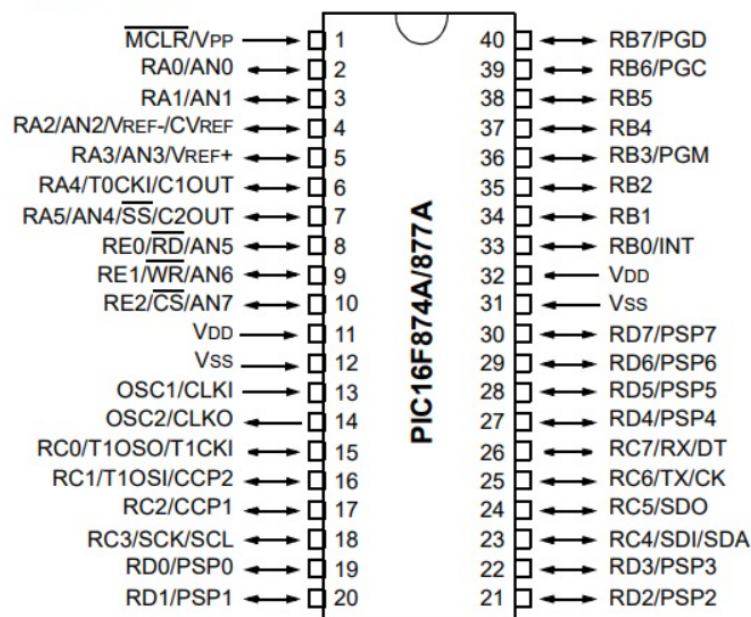 MCLR/VPP 1 40 RB7/PGD
RA0/AN0 2 39 RB6/PGC
RA1/AN1 3 38 RB5
RA2/AN2/VREF-/CVREF 4 37 RB4
RA3/AN3/VREF+ 5 36 RB3/PGM
RA4/T0CKI/C1OUT 6 35 RB2
RA5/AN4/SS/C2OUT 7 34 RB1
RE0/RD/AN5 8 33 RB0/INT
RE1/WR/AN6 9 32 VDD
RE2/CS/AN7 10 31 VSS
VDD 11 30 RD7/PSP7
VSS 12 29 RD6/PSP6
OSC1/CLKI 13 28 RD5/PSP5
OSC2/CLKO 14 27 RD4/PSP4
RC0/T1OSO/T1CKI 15 26 RC7/RX/DT
RC1/T1OSI/CCP2 16 25 RC6/TX/CK
RC2/CCP1 17 24 RC5/SDO
RC3/SCK/SCL 18 23 RC4/SDI/SDA
RD0/PSP0 19 22 RD3/PSP3
RD1/PSP1 20 21 RD2/PSP2
PIC16F874A/877A